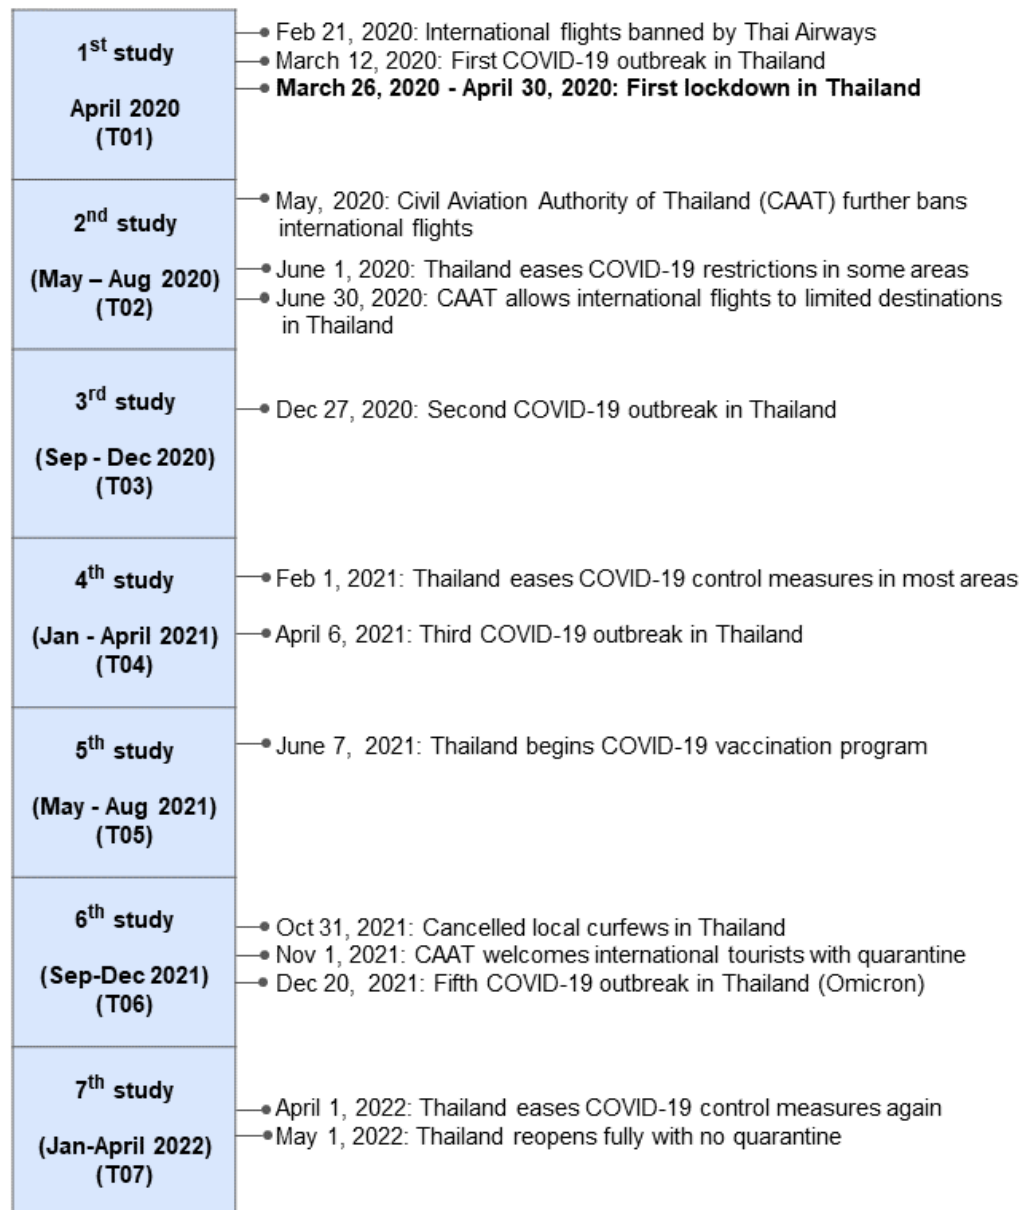 1st study
April 2020
(T01)
Feb 21, 2020: International flights banned by Thai Airways
March 12, 2020: First COVID-19 outbreak in Thailand
March 26, 2020 - April 30, 2020: First lockdown in Thailand
2nd study
(May – Aug 2020)
(T02)
May, 2020: Civil Aviation Authority of Thailand (CAAT) further bans
international flights
June 1, 2020: Thailand eases COVID-19 restrictions in some areas
June 30, 2020: CAAT allows international flights to limited destinations
in Thailand
3rd study
(Sep - Dec 2020)
(T03)
Dec 27, 2020: Second COVID-19 outbreak in Thailand
4th study
(Jan - April 2021)
(T04)
Feb 1, 2021: Thailand eases COVID-19 control measures in most areas
April 6, 2021: Third COVID-19 outbreak in Thailand
5th study
(May - Aug 2021)
(T05)
June 7, 2021: Thailand begins COVID-19 vaccination program
6th study
(Sep-Dec 2021)
(T06)
Oct 31, 2021: Cancelled local curfews in Thailand
Nov 1, 2021: CAAT welcomes international tourists with quarantine
Dec 20, 2021: Fifth COVID-19 outbreak in Thailand (Omicron)
7th study
(Jan-April 2022)
(T07)
April 1, 2022: Thailand eases COVID-19 control measures again
May 1, 2022: Thailand reopens fully with no quarantine